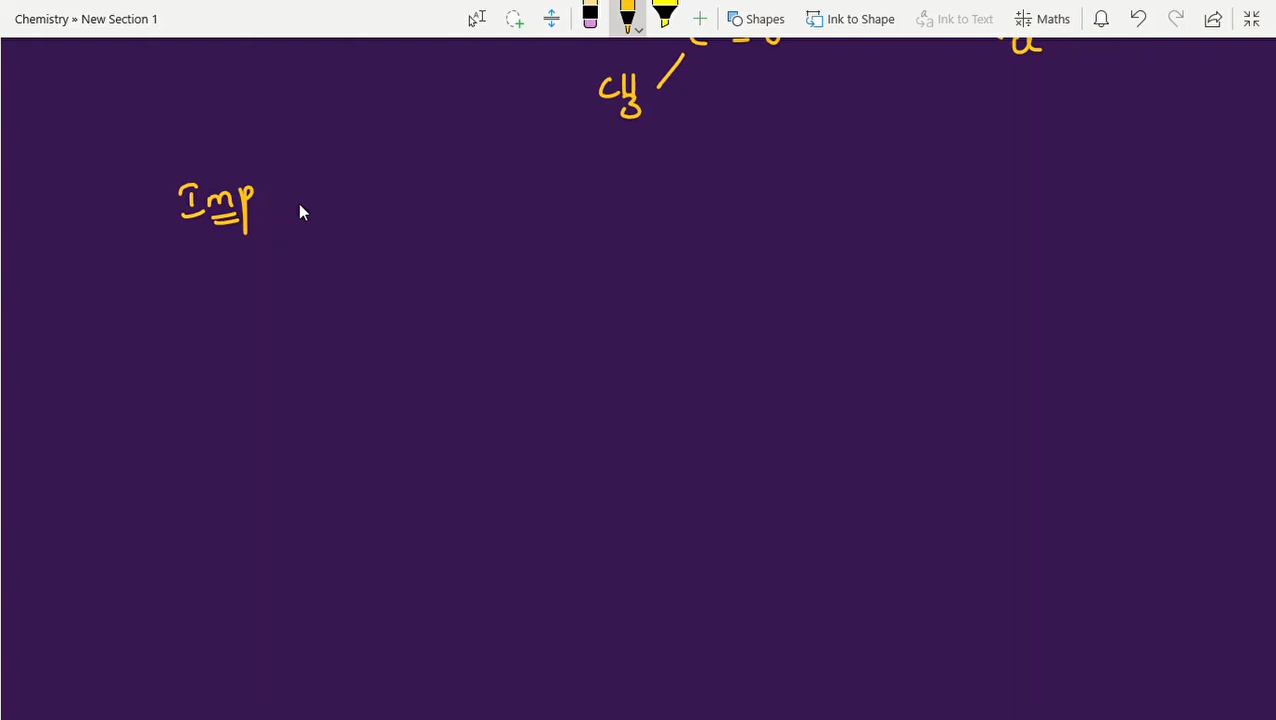 Chemistry » New Section 1
Shapes
Ink to Shape
Ink to Text
Maths
CH3
Imp